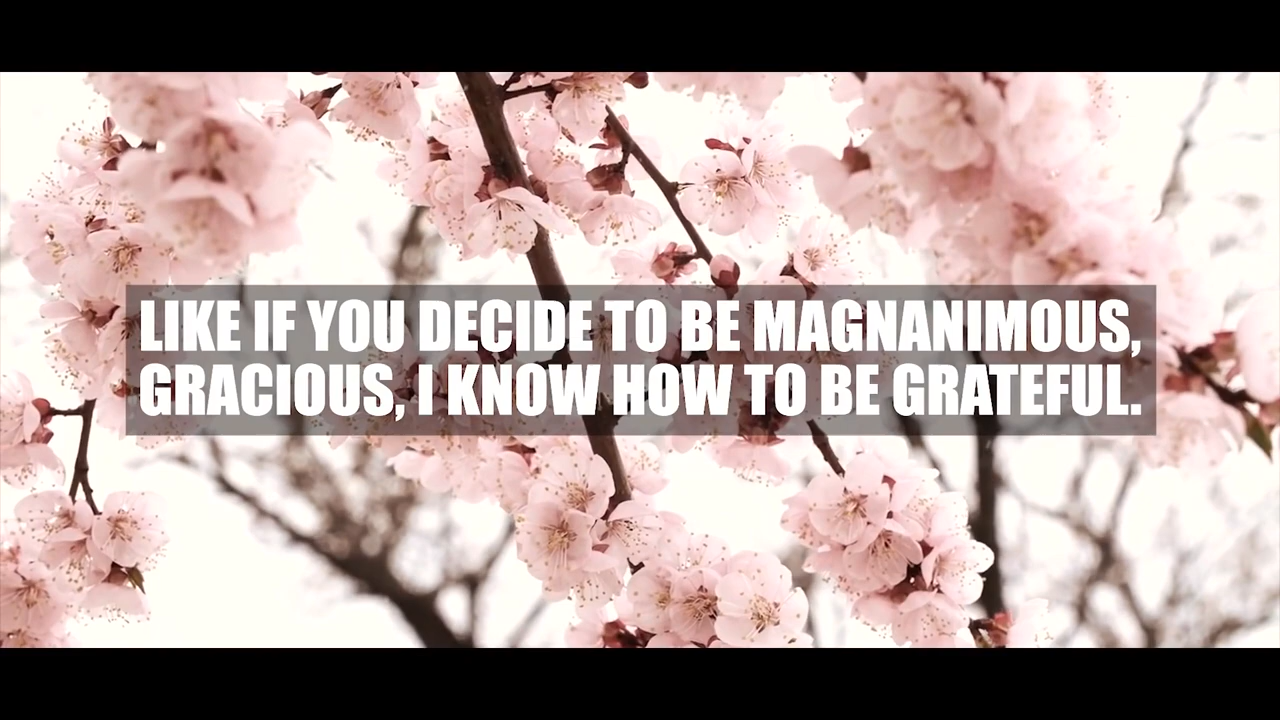 LIKE IF YOU DECIDE TO BE MAGNANIMOUS,
GRACIOUS, I KNOW HOW TO BE GRATEFUL.